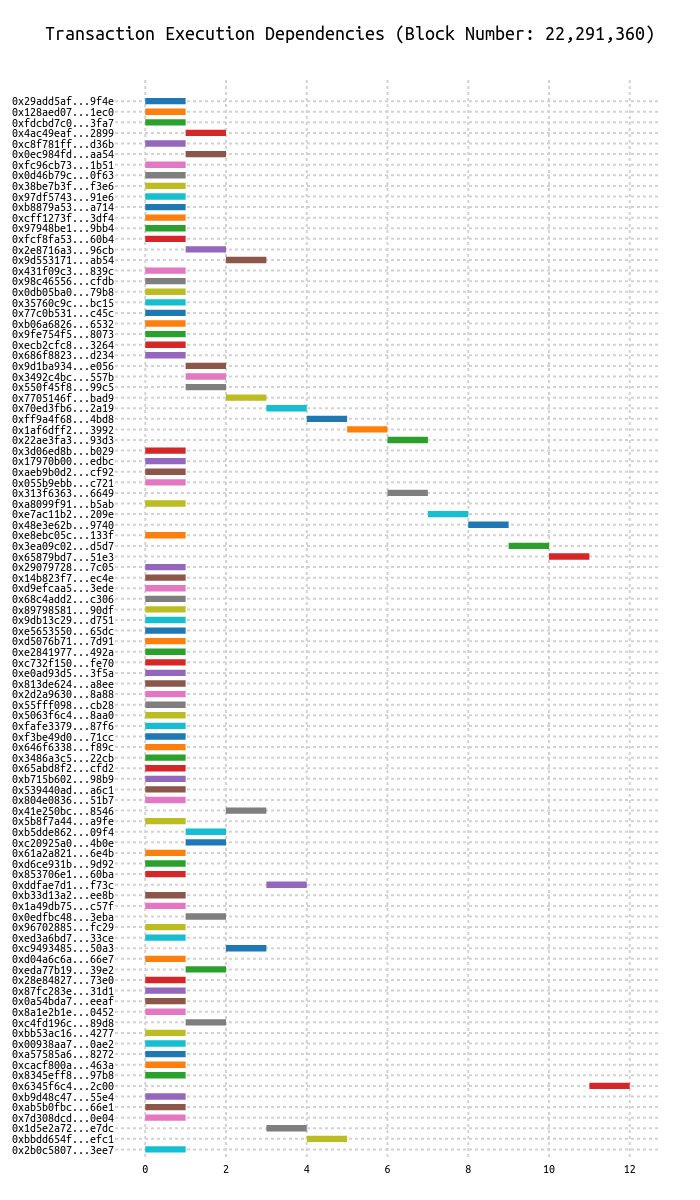 Transaction Execution Dependencies (Block Number: 22,291,360)
0x29add5af...9f4e
0x128aed07...1ec0
0xfdcbd7c0...3fa7
0x4ac49eaf...2899
0xc8f781ff...d36b
0x0ec984fd...aa54
0xfc96cb73...1b51
0x0d46b79c...0f63
0x38be7b3f...f3e6
0x97df5743...91e6
0xb8879a53...a714
0xcff1273f...3df4
0x97948be1...9bb4
0xfcf8fa53...60b4
0x2e8716a3...96cb
0x9d553171...ab54
0x431f09c3...839c
0x98c46556...cfdb
0x0db05ba0...79b8
0x35760c9c...bc15
0x77c0b531...c45c
0xb06a6826...6532
0x9fe754f5...8073
0xecb2cfc8...3264
0x686f8823...d234
0x9d1ba934...e056
0x3492c4bc...557b
0x550f45f8...99c5
0x7705146f...bad9
0x70ed3fb6...2a19
0xff9a4f68...4bd8
0x1af6dff2...3992
0x22ae3fa3...93d3
0x3d06ed8b...b029
0x17970b00...edbc
0xaeb9b0d2...cf92
0x055b9ebb...c721
0x313f6363...6649
0xa8099f91...b5ab
0xe7ac11b2...209e
0x48e3e62b...9740
0xe8ebc05c...133f
0x3ea09c02...d5d7
0x65879bd7...51e3
0x29079728...7c05
0x14b823f7...ec4e
0xd9efcaa5...3ede
0x68c4add2...c306
0x89798581...90df
0x9db13c29...d751
0xe5653550...65dc
0xd5076b71...7d91
0xe2841977...492a
0xc732f150...fe70
0xe0ad93d5...3f5a
0x813de624...a8ee
0x2d2a9630...8a88
0x55fff098...cb28
0x5063f6c4...8aa0
0xfafe3379...87f6
0xf3be49d0...71cc
0x646f6338...f89c
0x3486a3c5...22cb
0x65abd8f2...cfd2
0xb715b602...98b9
0x539440ad...a6c1
0x804e0836...51b7
0x41e250bc...8546
0x5b8f7a44...a9fe
0xb5dde862...09f4
0xc20925a0...4b0e
0x61a2a821...6e4b
0xd6ce931b...9d92
0x853706e1...60ba
0xddfae7d1...f73c
0xb33d13a2...ee8b
0x1a49db75...c57f
0x0edfbc48...3eba
0x96702885...fc29
0xed3a6bd7...33ce
0xc9493485...50a3
0xd04a6c6a...66e7
0xeda77b19...39e2
0x28e84827...73e0
0x87fc283e...31d1
0x0a54bda7...eeaf
0x8a1e2b1e...0452
0xc4fd196c...89d8
0xbb53ac16...4277
0x00938aa7...0ae2
0xa57585a6...8272
0xcacf800a...463a
0x8345eff8...97b8
0x6345f6c4...2c00
0xb9d48c47...55e4
0xab5b0fbc...66e1
0x7d308dcd...0e04
0x1d5e2a72...e7dc
0xbbdd654f...efc1
0x2b0c5807...3ee7
0 2 4 6 8 10 12